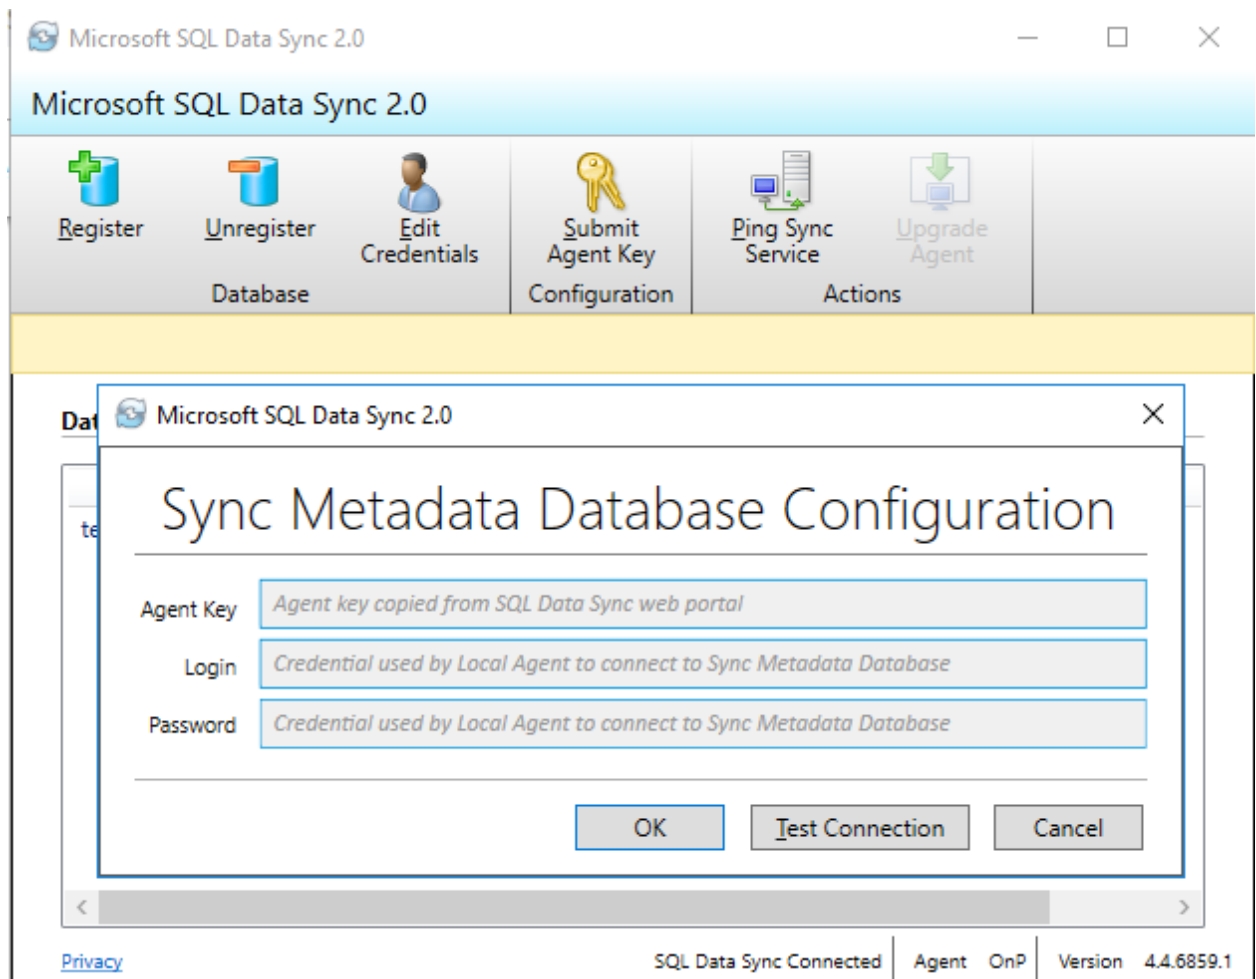 Microsoft SQL Data Sync 2.0
Microsoft SQL Data Sync 2.0
Register
Unregister
Edit
Credentials
Submit
Agent Key
Ping Sync
Service
Upgrade
Agent
Database
Configuration
Actions
Dat
Microsoft SQL Data Sync 2.0
Sync Metadata Database Configuration
te
Agent Key Agent key copied from SQL Data Sync web portal
Login Credential used by Local Agent to connect to Sync Metadata Database
Password Credential used by Local Agent to connect to Sync Metadata Database
OK Test Connection Cancel
Privacy SQL Data Sync Connected Agent OnP Version 4.4.6859.1